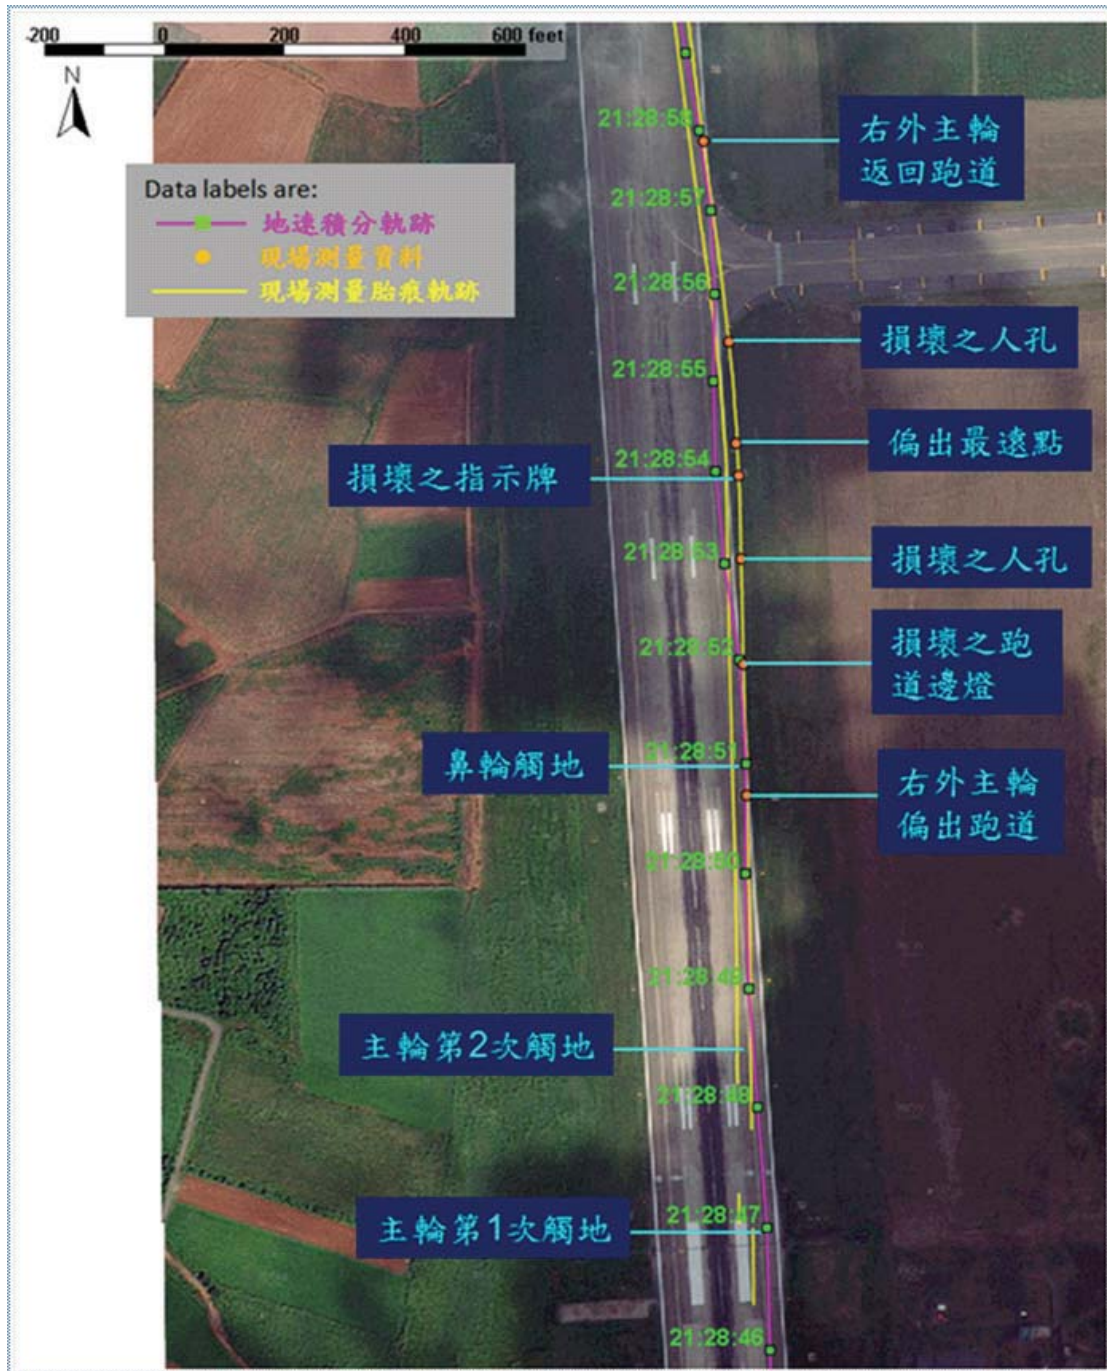 -200 0 200 400 600 feet
N
21:28:58
右外主輪
返回跑道
Data labels are:
地速積分軌跡
現場測量資料
現場測量胎痕軌跡
21:28:57
21:28:56
損壞之人孔
21:28:55
偏出最遠點
21:28:54
損壞之指示牌
21:28:53
損壞之人孔
21:28:52
損壞之跑
道邊燈
21:28:51
鼻輪觸地
右外主輪
偏出跑道
21:28:50
21:28:49
主輪第2次觸地
21:28:48
主輪第1次觸地
21:28:47
21:28:46